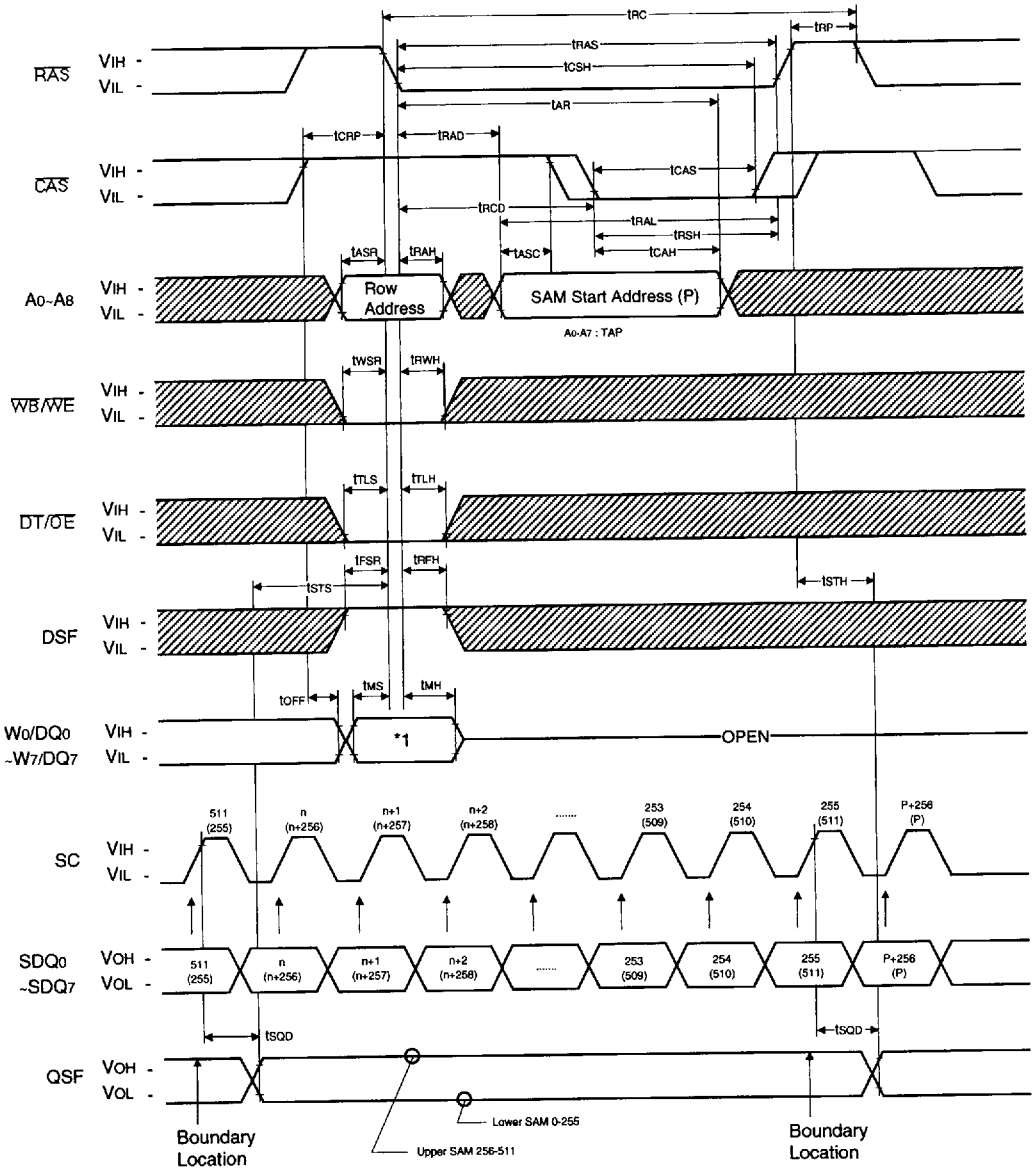 tRC
tRP
tRAS
RAS
VIH -
VIL -
tCSH
tAR
tCRP
tRAD
CAS
VIH -
VIL -
tCAS
tRCD
tRAL
tRSH
tASR
tRAH
tASC
tCAH
A0~A8
VIH -
VIL -
Row
Address
SAM Start Address (P)
A0-A7 : TAP
tWSR
tRWH
WB/WE
VIH -
VIL -
tTLS
tTLH
DT/OE
VIH -
VIL -
tFSR
tRFH
tSTS
tSTH
DSF
VIH -
VIL -
tOFF
tMS
tMH
W0/DQ0
~W7/DQ7
VIH -
VIL -
*1
OPEN
511 n n+1 n+2 ....... 253 254 255 P+256
(255) (n+256) (n+257) (n+258) (509) (510) (511) (P)
SC
VIH -
VIL -
SDQ0
~SDQ7
VOH -
VOL -
511 n n+1 n+2 ....... 253 254 255 P+256
(255) (n+256) (n+257) (n+258) (509) (510) (511) (P)
tSQD
tSQD
QSF
VOH -
VOL -
Lower SAM 0-255
Upper SAM 256-511
Boundary
Location
Boundary
Location